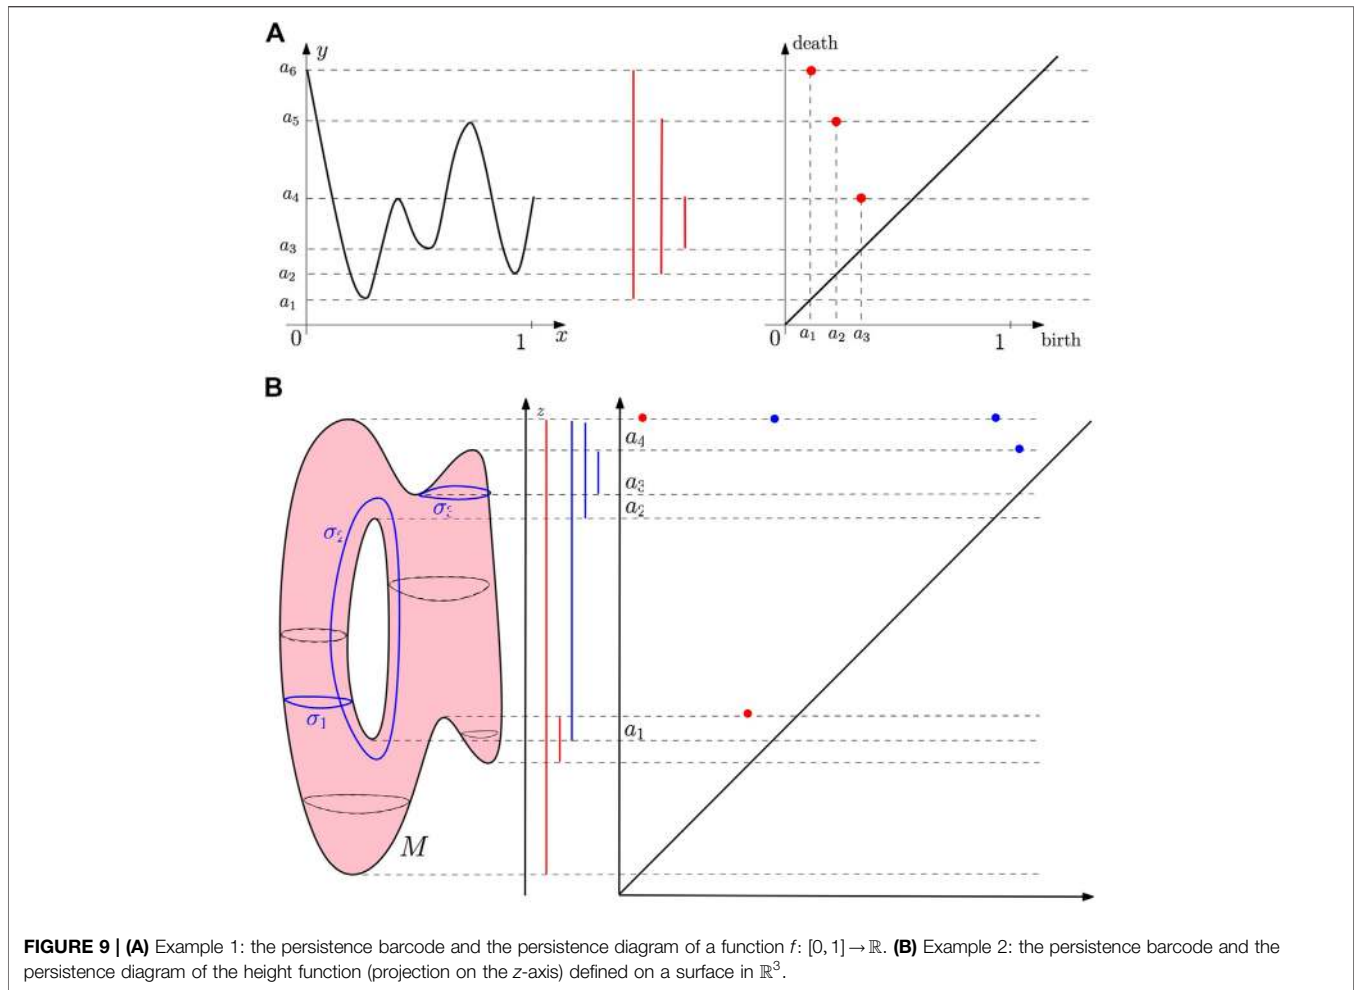 A
y
a6
a5
a4
a3
a2
a1
0
1
x
death
0
a1
a2
a3
1
birth
B
z
a4
a3
a2
a1
σ1
M
FIGURE 9 | (A) Example 1: the persistence barcode and the persistence diagram of a function f: [0, 1] → ℝ. (B) Example 2: the persistence barcode and the
persistence diagram of the height function (projection on the z-axis) defined on a surface in ℝ³.